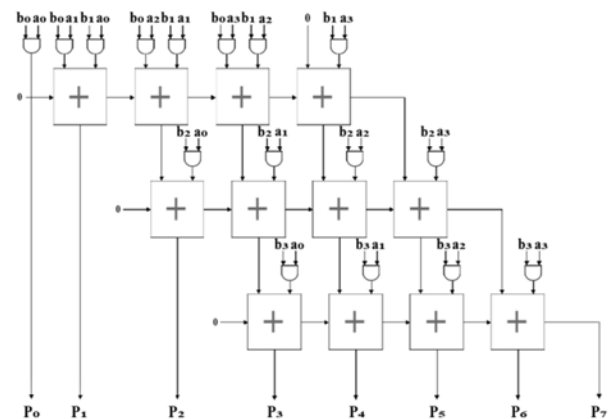 b₀ a₀ b₀ a₁ b₁ a₀ b₀ a₂ b₁ a₁ b₀ a₃ b₁ a₂ 0 b₁ a₃
0 + + + +
b₂ a₀ b₂ a₁ b₂ a₂ b₂ a₃
0 + + + +
b₃ a₀ b₃ a₁ b₃ a₂ b₃ a₃
0 + + + +
P₀ P₁ P₂ P₃ P₄ P₅ P₆ P₇